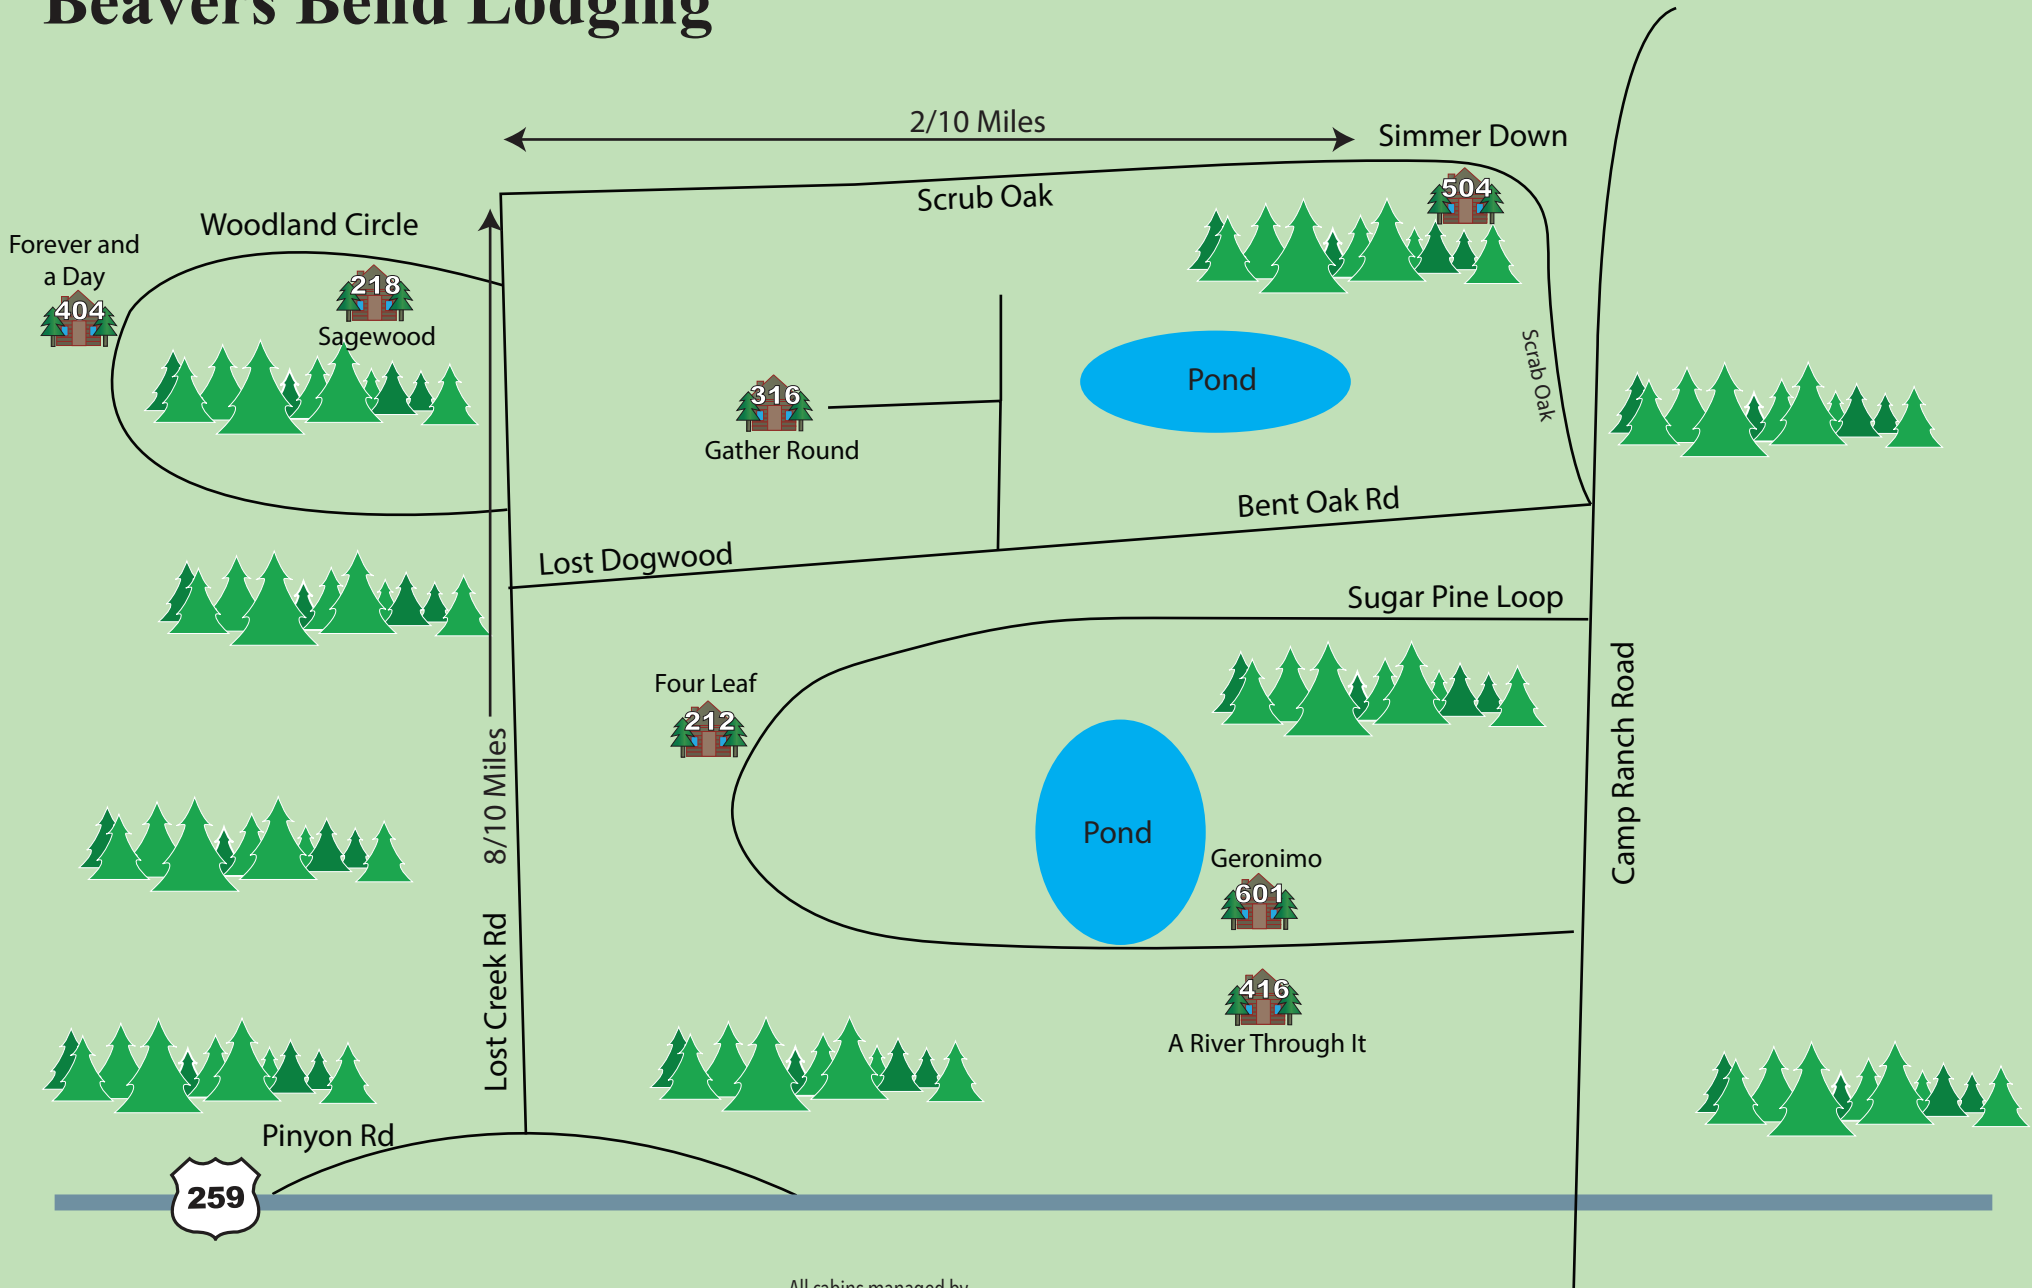 Beavers Bend Lodging
2/10 Miles
Simmer Down
504
Scrub Oak
Woodland Circle
Forever and
a Day
404
218
Sagewood
Scrab Oak
Pond
316
Gather Round
Bent Oak Rd
Lost Dogwood
Sugar Pine Loop
Four Leaf
212
Camp Ranch Road
8/10 Miles
Pond
Geronimo
601
Lost Creek Rd
416
A River Through It
Pinyon Rd
259
All cabins managed by